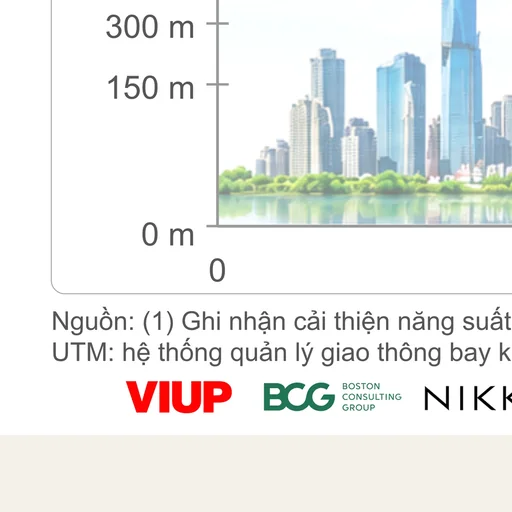 300 m
150 m
0 m
0
Nguồn: (1) Ghi nhận cải thiện năng suất
UTM: hệ thống quản lý giao thông bay k
VIUP
BCG
BOSTON
CONSULTING
GROUP
NIKK